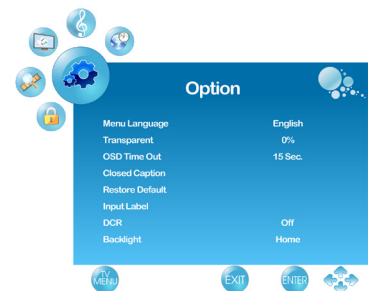 Option
Menu Language English
Transparent 0%
OSD Time Out 15 Sec.
Closed Caption
Restore Default
Input Label
DCR Off
Backlight Home
TV MENU EXIT ENTER